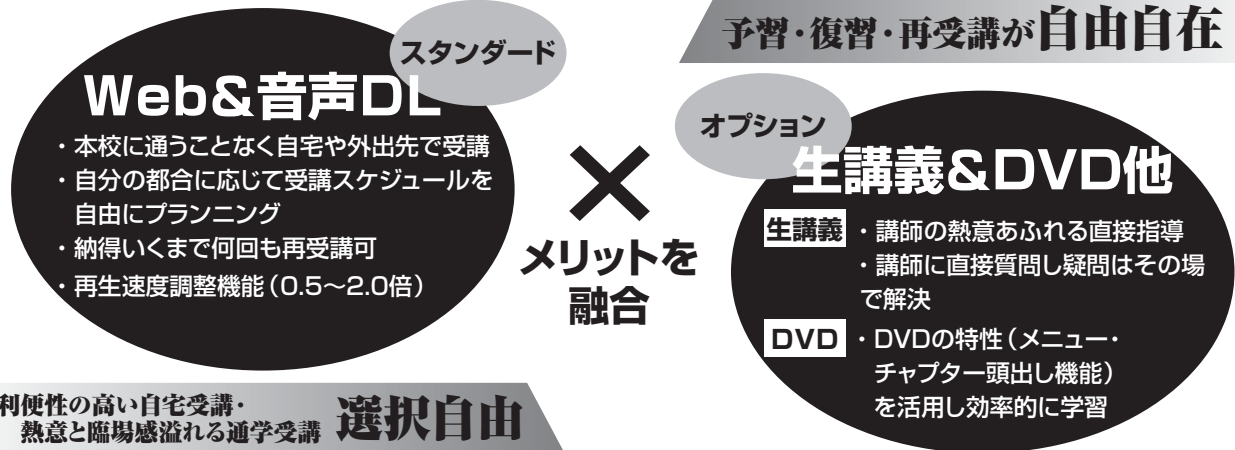 予習・復習・再受講が自由自在
スタンダード
Web&音声DL
・本校に通うことなく自宅や外出先で受講
・自分の都合に応じて受講スケジュールを
自由にプランニング
・納得いくまで何回も再受講可
・再生速度調整機能（0.5～2.0倍）
×
メリットを
融合
オプション
生講義&DVD他
生講義 ・講師の熱意あふれる直接指導
・講師に直接質問し疑問はその場
で解決
DVD ・DVDの特性（メニュー・
チャプター頭出し機能）
を活用し効率的に学習
利便性の高い自宅受講・
熱意と臨場感溢れる通学受講 選択自由